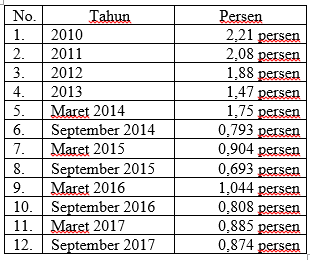 No. Tahun Persen
1. 2010 2,21 persen
2. 2011 2,08 persen
3. 2012 1,88 persen
4. 2013 1,47 persen
5. Maret 2014 1,75 persen
6. September 2014 0,793 persen
7. Maret 2015 0,904 persen
8. September 2015 0,693 persen
9. Maret 2016 1,044 persen
10. September 2016 0,808 persen
11. Maret 2017 0,885 persen
12. September 2017 0,874 persen